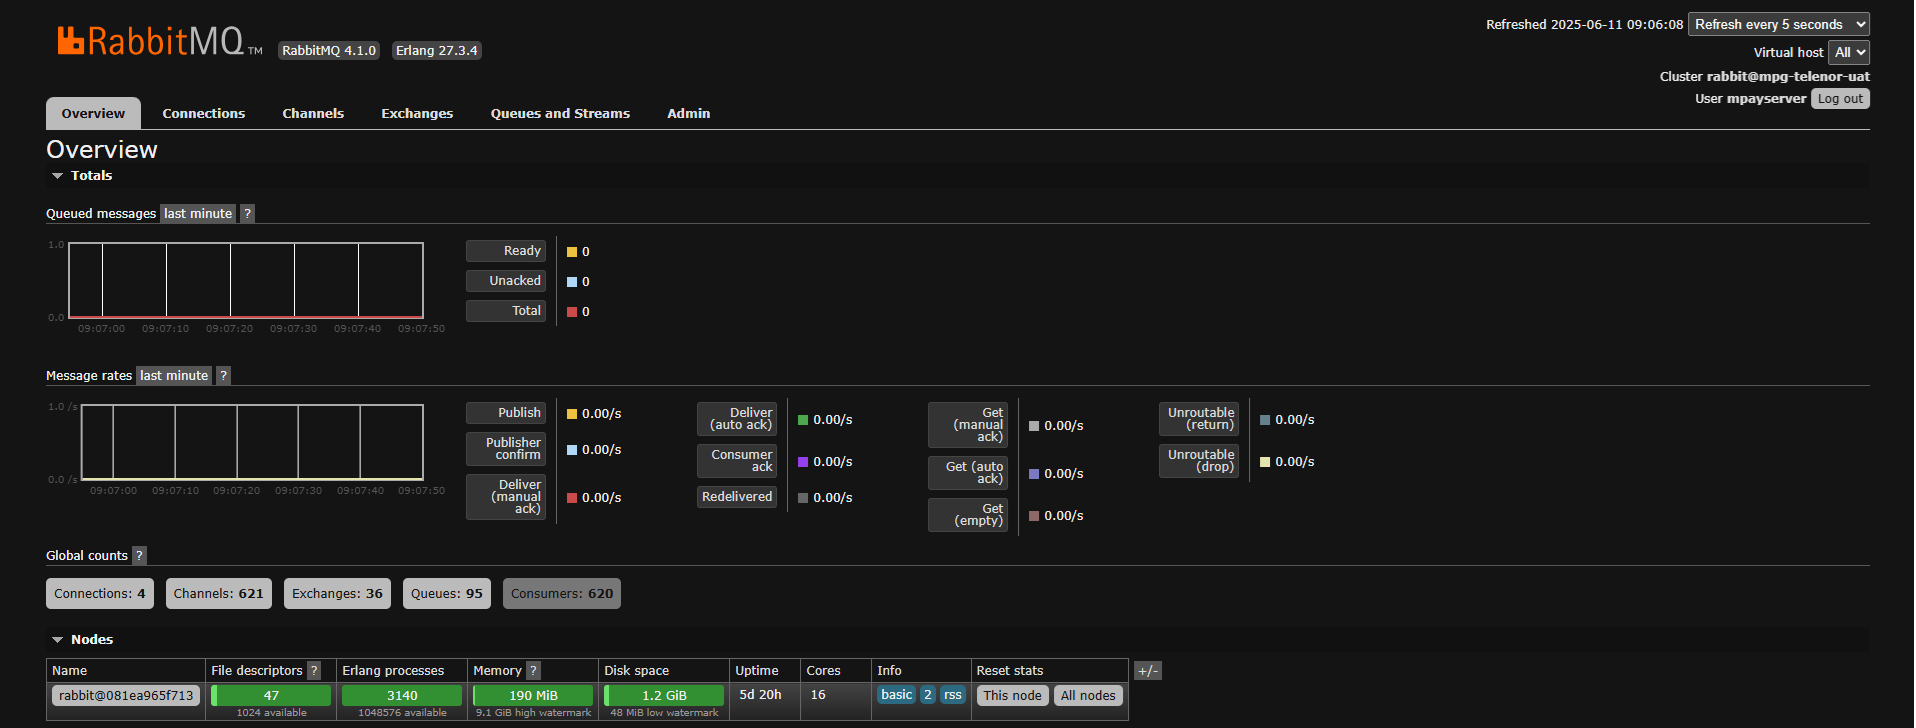 RabbitMQ TM RabbitMQ 4.1.0 Erlang 27.3.4
Refreshed 2025-06-11 09:06:08 Refresh every 5 seconds
Virtual host All
Cluster rabbit@mpg-telenor-uat
User mpayserver Log out
Overview Connections Channels Exchanges Queues and Streams Admin
Overview
Totals
Queued messages last minute ?
1.0
0.0
09:07:00 09:07:10 09:07:20 09:07:30 09:07:40 09:07:50
Ready 0
Unacked 0
Total 0
Message rates last minute ?
1.0 /s
0.0 /s
09:07:00 09:07:10 09:07:20 09:07:30 09:07:40 09:07:50
Publish 0.00/s
Publisher
confirm 0.00/s
Deliver
(manual
ack) 0.00/s
Deliver
(auto ack) 0.00/s
Consumer
ack 0.00/s
Redelivered 0.00/s
Get
(manual
ack) 0.00/s
Get (auto
ack) 0.00/s
Get
(empty) 0.00/s
Unroutable
(return) 0.00/s
Unroutable
(drop) 0.00/s
Global counts ?
Connections: 4 Channels: 621 Exchanges: 36 Queues: 95 Consumers: 620
Nodes
Name File descriptors ? Erlang processes Memory ? Disk space Uptime Cores Info Reset stats +/-
rabbit@081ea965f713 47 3140 190 MiB 1.2 GiB 5d 20h 16 basic 2 rss This node All nodes
1024 available 1048576 available 9.1 GiB high watermark 48 MiB low watermark